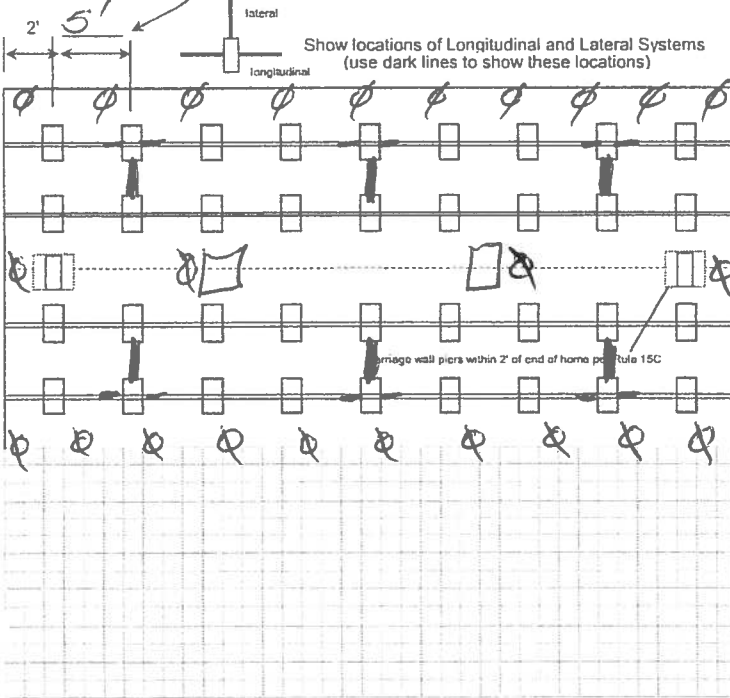 lateral
2'
5'
longitudinal
Show locations of Longitudinal and Lateral Systems
(use dark lines to show these locations)
wall piers within 2' of end of home per Rule 15C